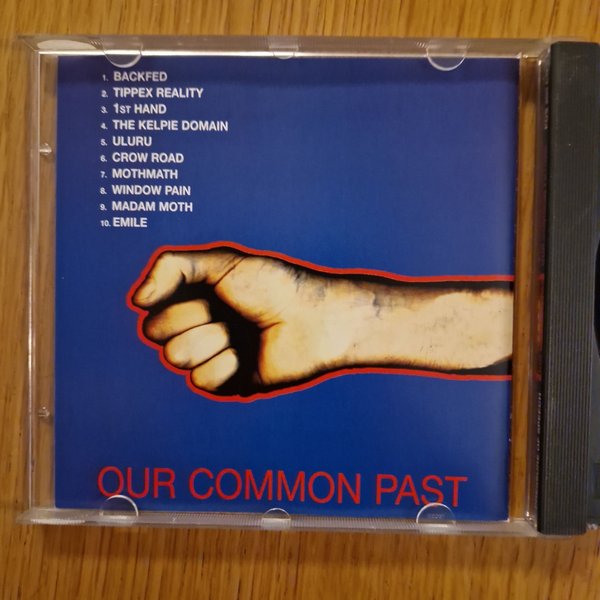 1. BACKFED
2. TIPPEX REALITY
3. 1ST HAND
4. THE KELPIE DOMAIN
5. ULURU
6. CROW ROAD
7. MOTHMATH
8. WINDOW PAIN
9. MADAM MOTH
10. EMILE
OUR COMMON PAST